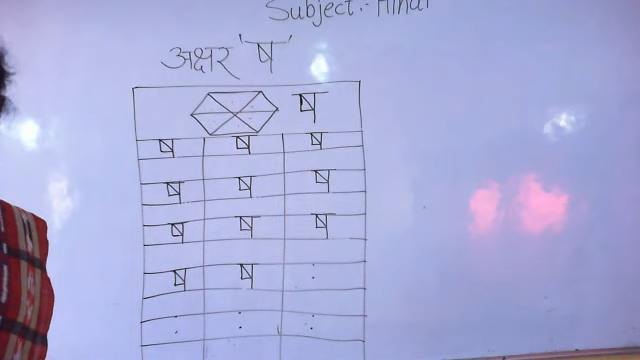 Subject:- Hindi
अक्षर 'ष'
ष
ष ष ष
ष ष ष
ष ष ष
ष ष